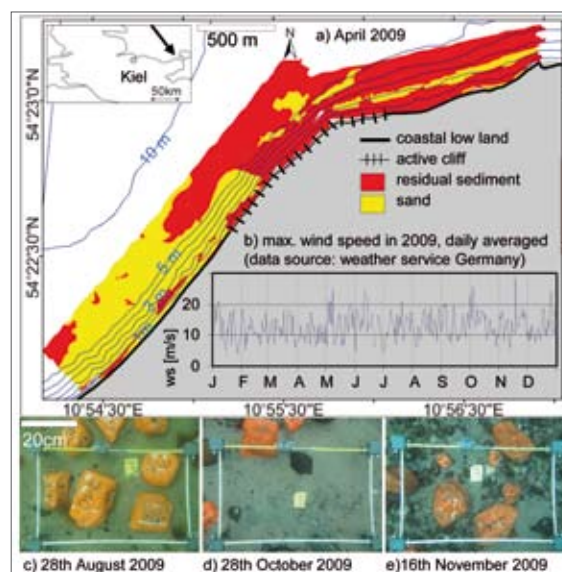 Kiel
50km
500 m
N
a) April 2009
54°23'0"N
54°22'30"N
10 m
5 m
3 m
1m
coastal low land
active cliff
residual sediment
sand
b) max. wind speed in 2009, daily averaged
(data source: weather service Germany)
ws [m/s]
20
10
0
J F M A M J J A S O N D
10°54'30"E
10°55'30"E
10°56'30"E
20cm
c) 28th August 2009
d) 28th October 2009
e)16th November 2009